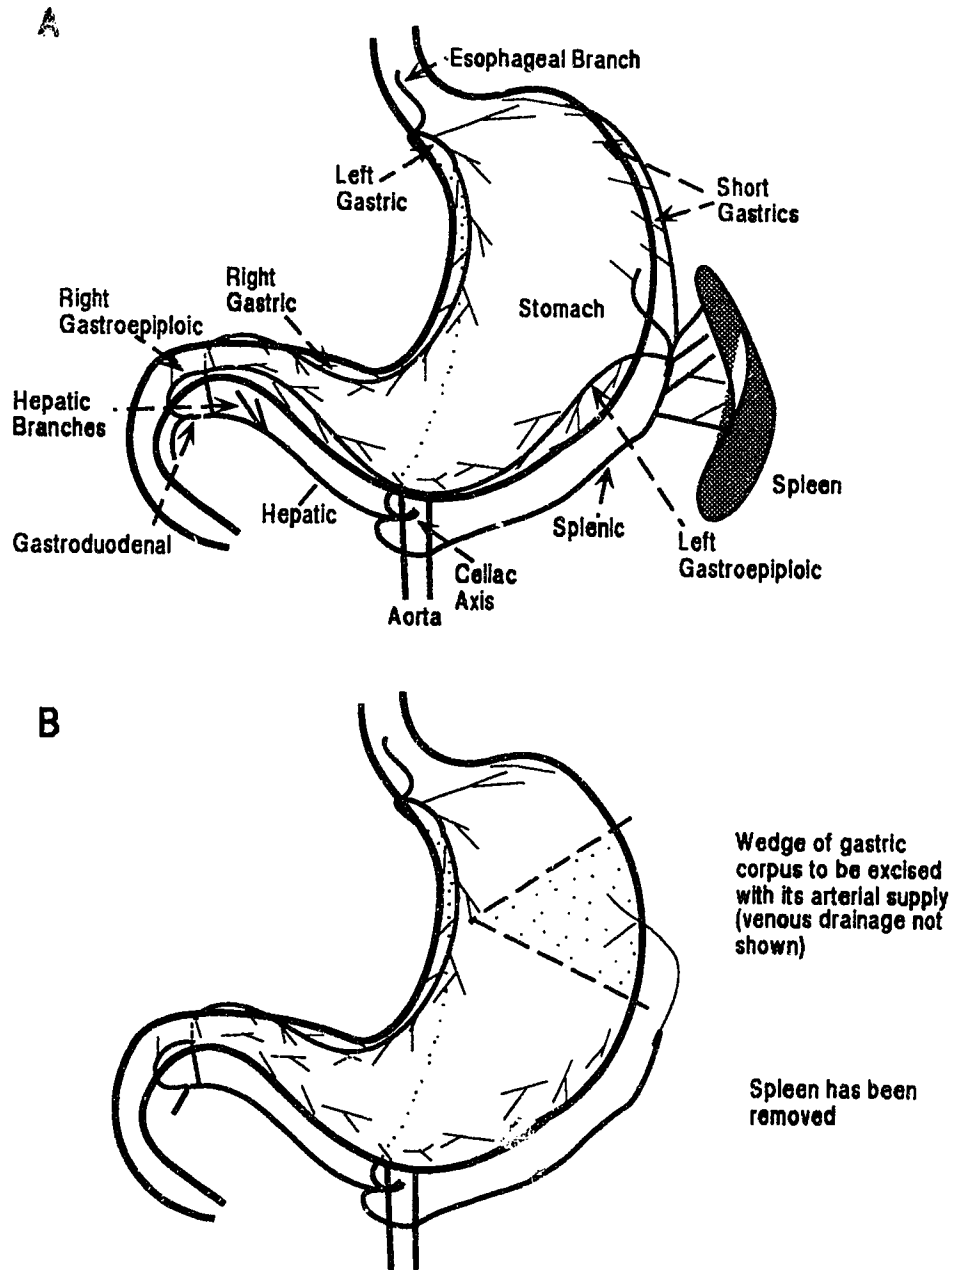 A
Esophageal Branch
Left
Gastric
Short
Gastrics
Right
Gastric
Right
Gastroepiploic
Stomach
Hepatic
Branches
Spleen
Hepatic
Splenic
Gastroduodenal
Left
Gastroepiploic
Celiac
Axis
Aorta
B
Wedge of gastric
corpus to be excised
with its arterial supply
(venous drainage not
shown)
Spleen has been
removed